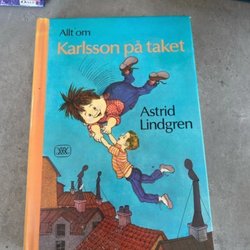 Allt om
Karlsson på taket
Astrid
Lindgren